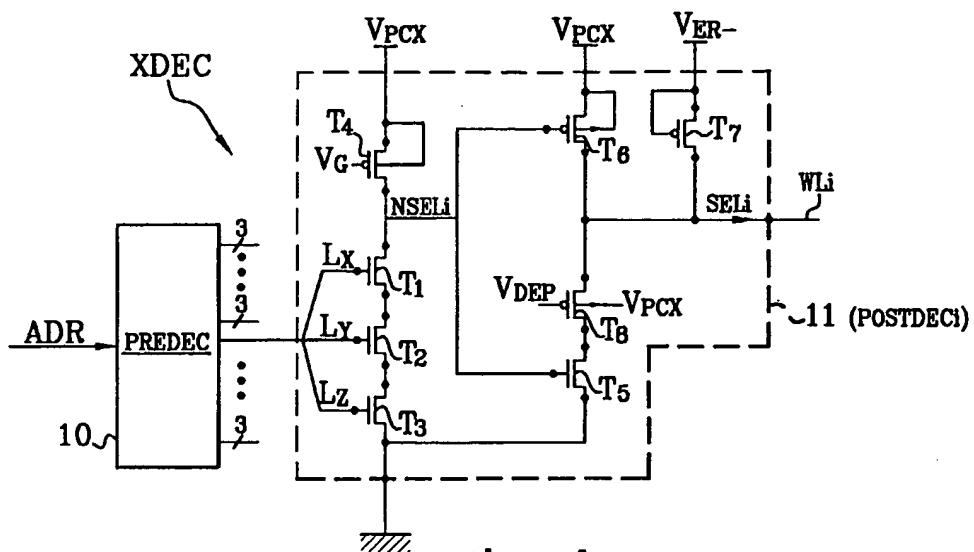 VPCX
VPCX
VER-
XDEC
T4
VG
T6
T7
NSELi
SELi
WLi
3
LX
T1
VDEP
VPCX
11 (POSTDECi)
3
ADR
PREDEC
LY
T2
T8
LZ
T5
10
3
T3